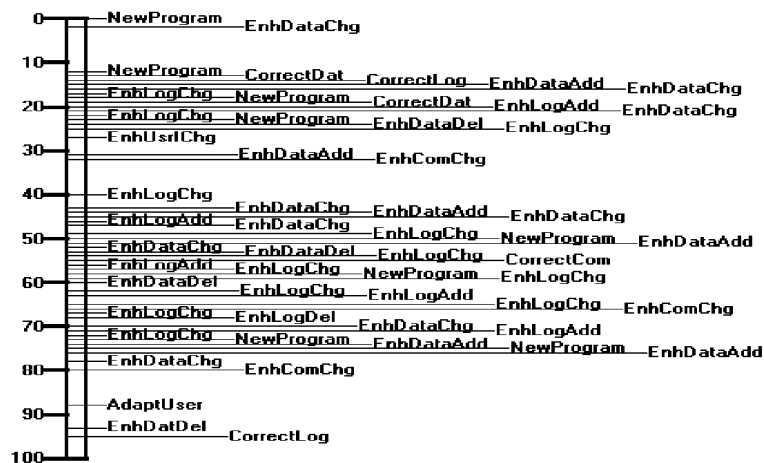 0 NewProgram
EnhDataChg
10
NewProgram CorrectDat CorrectLog EnhDataAdd EnhDataChg
EnhLogChg NewProgram CorrectDat EnhLogAdd EnhDataChg
20
EnhLogChg NewProgram EnhDataDel EnhLogChg
EnhUsrIChg
30
EnhDataAdd EnhComChg
40 EnhLogChg
EnhDataChg EnhDataAdd EnhDataChg
EnhLogAdd EnhDataChg EnhLogChg NewProgram EnhDataAdd
50
EnhDataChg EnhDataDel EnhLogChg CorrectCom
EnhLogAdd EnhLogChg NewProgram EnhLogChg
60 EnhDataDel EnhLogChg EnhLogAdd EnhLogChg EnhComChg
EnhLogChg EnhLogDel EnhDataChg EnhLogAdd
70
EnhLogChg NewProgram EnhDataAdd NewProgram EnhDataAdd
EnhDataChg EnhComChg
80
AdaptUser
90
EnhDatDel CorrectLog
100